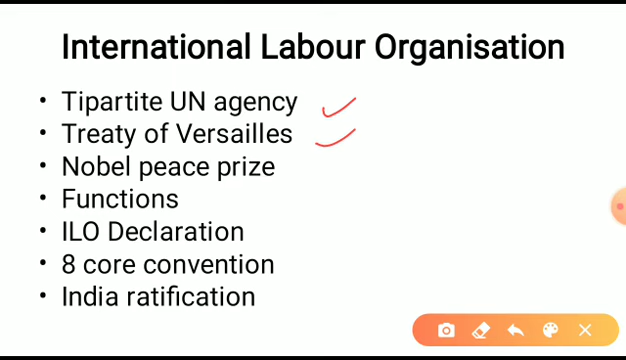 International Labour Organisation
• Tipartite UN agency
• Treaty of Versailles
• Nobel peace prize
• Functions
• ILO Declaration
• 8 core convention
• India ratification